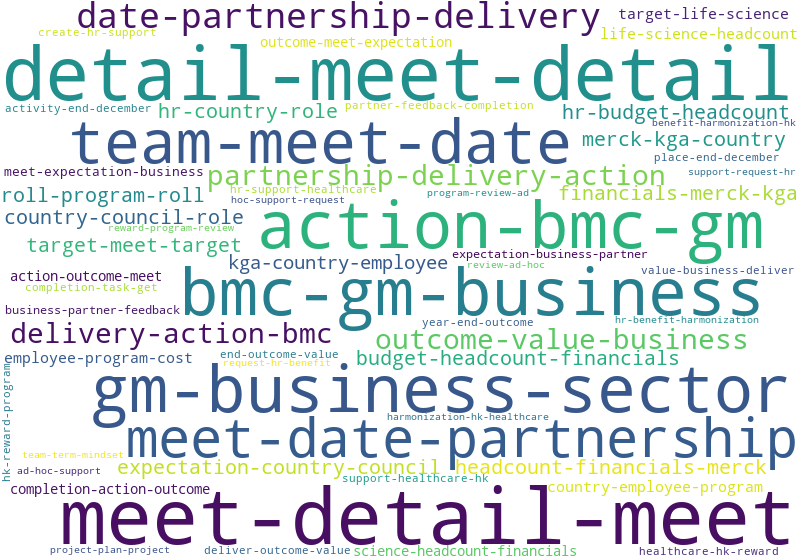 date-partnership-delivery
target-life-science
create-hr-support
life-science-headcount
outcome-meet-expectation
detail-meet-detail
activity-end-december
hr-country-role
partner-feedback-completion
hr-budget-headcount
benefit-harmonization-hk
team-meet-date
merck-kga-country
place-end-december
meet-expectation-business
partnership-delivery-action
support-request-hr
roll-program-roll
hr-support-healthcare
program-review-ad
financials-merck-kga
hoc-support-request
country-council-role
action-bmc-gm
reward-program-review
target-meet-target
kga-country-employee
expectation-business-partner
review-ad-hoc
value-business-deliver
action-outcome-meet
bmc-gm-business
completion-task-get
business-partner-feedback
year-end-outcome
hr-benefit-harmonization
delivery-action-bmc
outcome-value-business
employee-program-cost
end-outcome-value
request-hr-benefit
budget-headcount-financials
hk-reward-program
gm-business-sector
harmonization-hk-healthcare
meet-date-partnership
team-term-mindset
ad-hoc-support
expectation-country-council
headcount-financials-merck
support-healthcare-hk
completion-action-outcome
country-employee-program
meet-detail-meet
project-plan-project
deliver-outcome-value
science-headcount-financials
healthcare-hk-reward